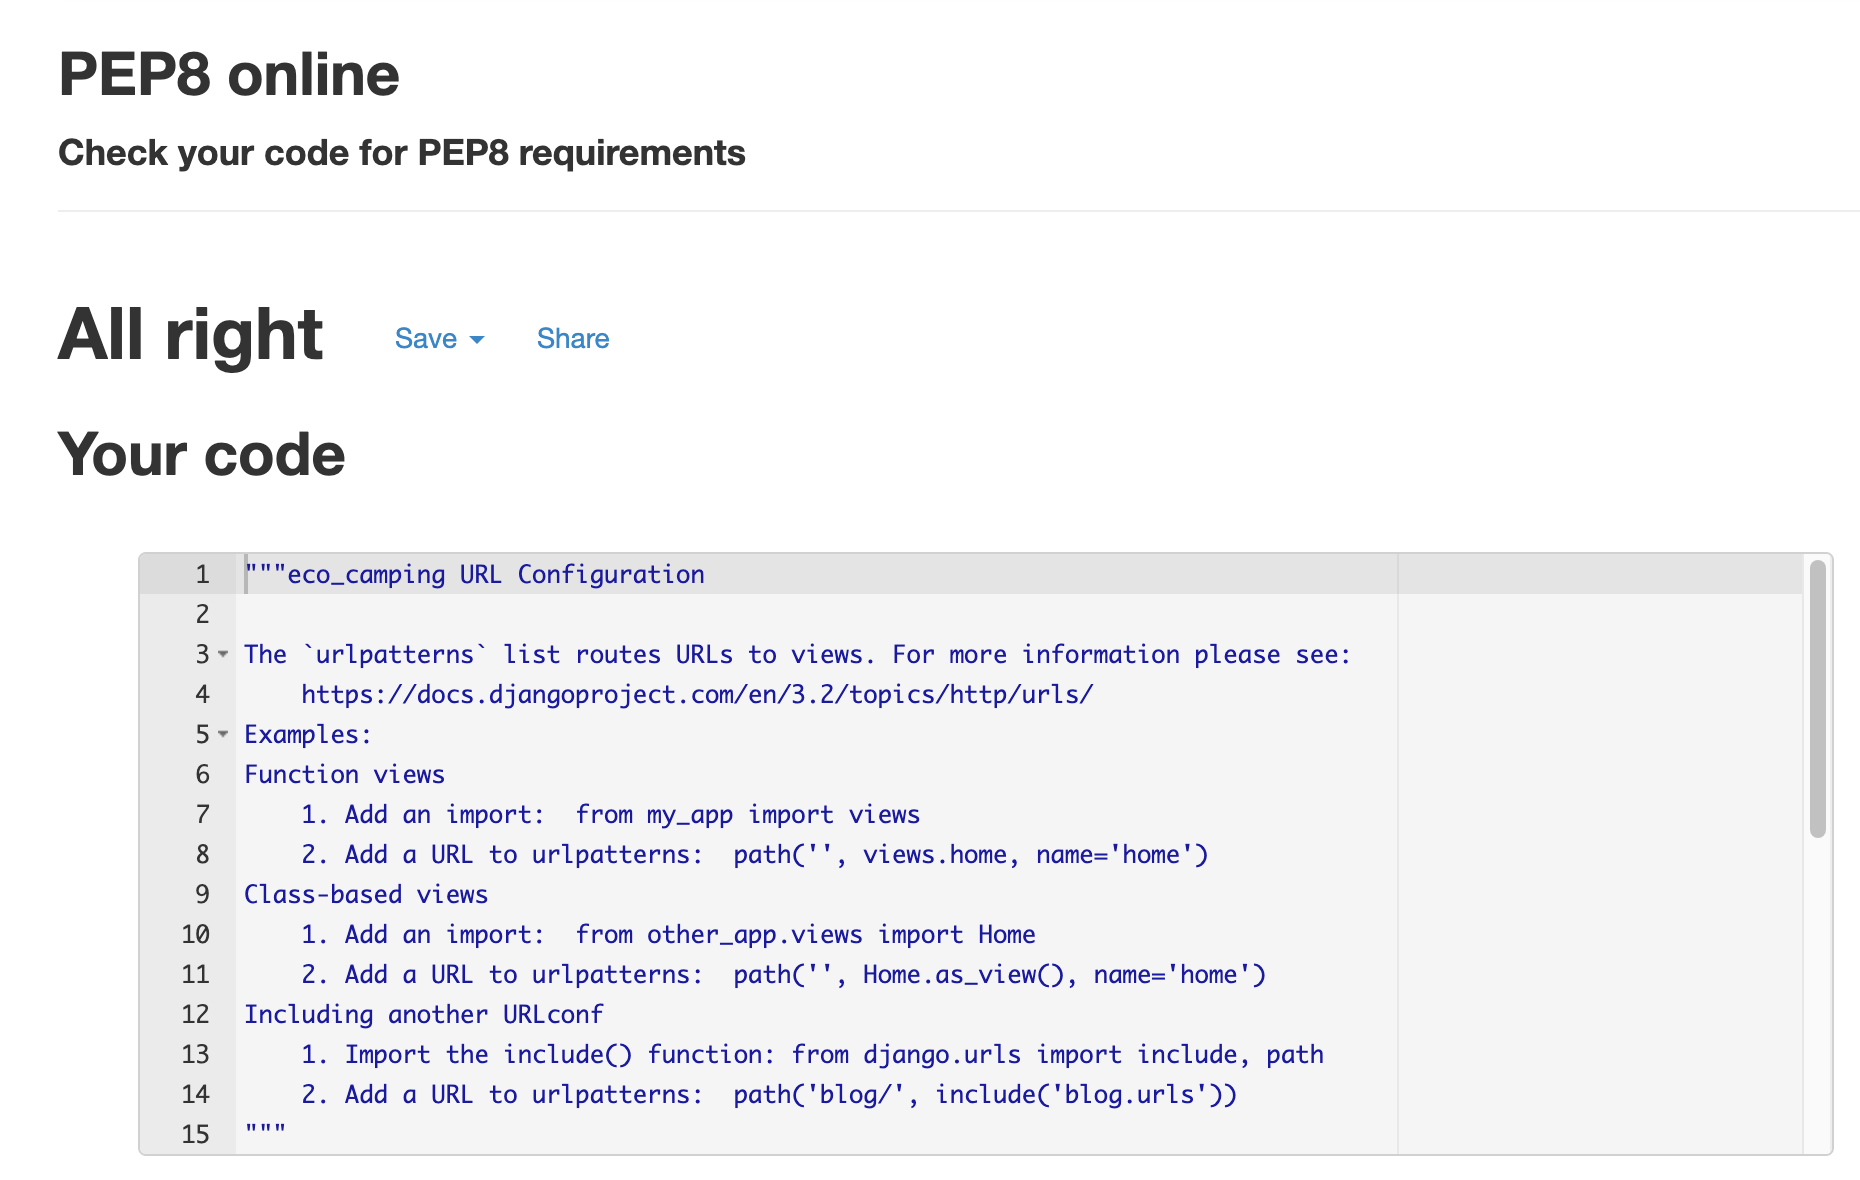 PEP8 online
Check your code for PEP8 requirements
All right Save Share
Your code
1 """eco_camping URL Configuration
2
3 The `urlpatterns` list routes URLs to views. For more information please see:
4     https://docs.djangoproject.com/en/3.2/topics/http/urls/
5 Examples:
6 Function views
7     1. Add an import:  from my_app import views
8     2. Add a URL to urlpatterns:  path('', views.home, name='home')
9 Class-based views
10     1. Add an import:  from other_app.views import Home
11     2. Add a URL to urlpatterns:  path('', Home.as_view(), name='home')
12 Including another URLconf
13     1. Import the include() function: from django.urls import include, path
14     2. Add a URL to urlpatterns:  path('blog/', include('blog.urls'))
15 """